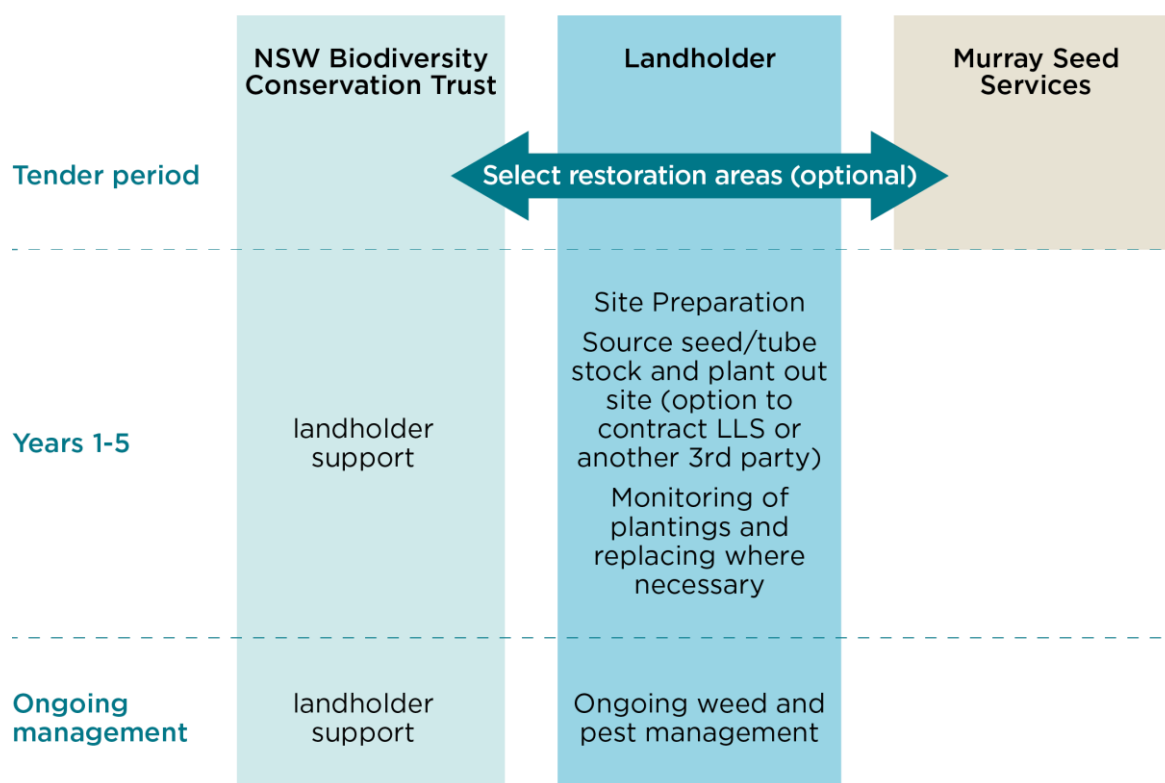 NSW Biodiversity
Conservation Trust
Landholder
Murray Seed
Services
Tender period
Select restoration areas (optional)
Years 1-5
landholder
support
Site Preparation
Source seed/tube
stock and plant out
site (option to
contract LLS or
another 3rd party)
Monitoring of
plantings and
replacing where
necessary
Ongoing
management
landholder
support
Ongoing weed and
pest management